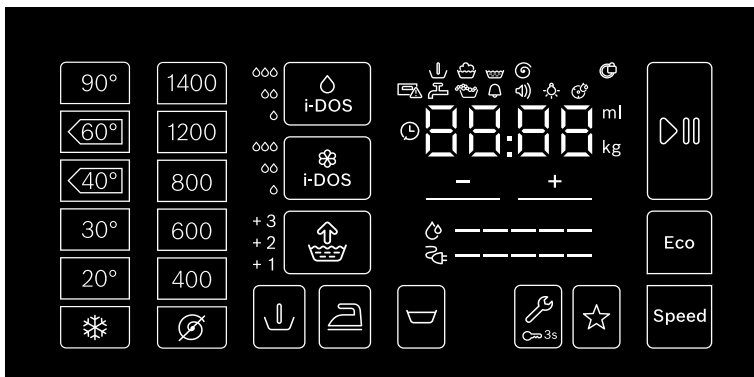 90°
60°
40°
30°
20°
1400
1200
800
600
400
i-DOS
i-DOS
+ 3
+ 2
+ 1
88:88
ml
kg
- +
3s
Eco
Speed